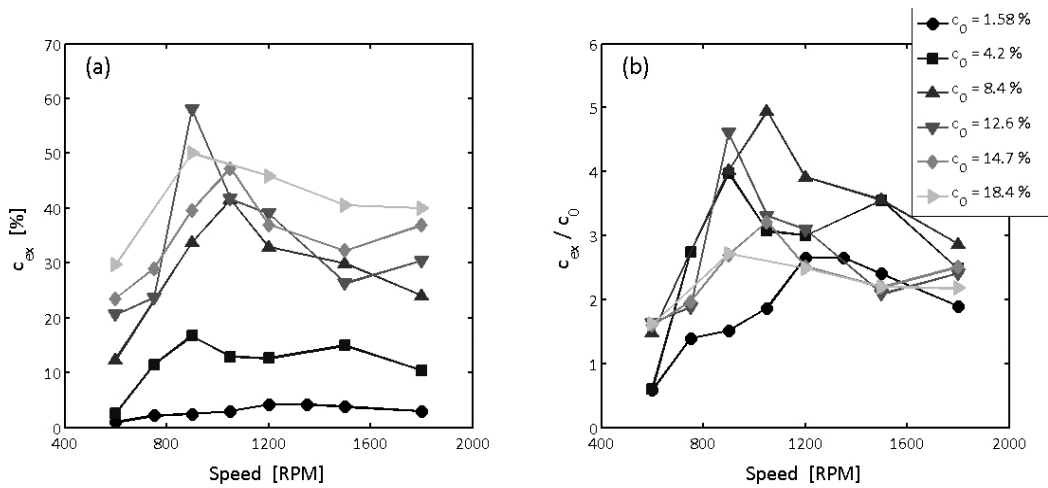 (a)
70
60
50
40
30
20
10
0
c_ex [%]
400
800
1200
1600
2000
Speed [RPM]
(b)
6
5
4
3
2
1
0
c_ex / c_0
400
800
1200
1600
2000
Speed [RPM]
c_0 = 1.58 %
c_0 = 4.2 %
c_0 = 8.4 %
c_0 = 12.6 %
c_0 = 14.7 %
c_0 = 18.4 %